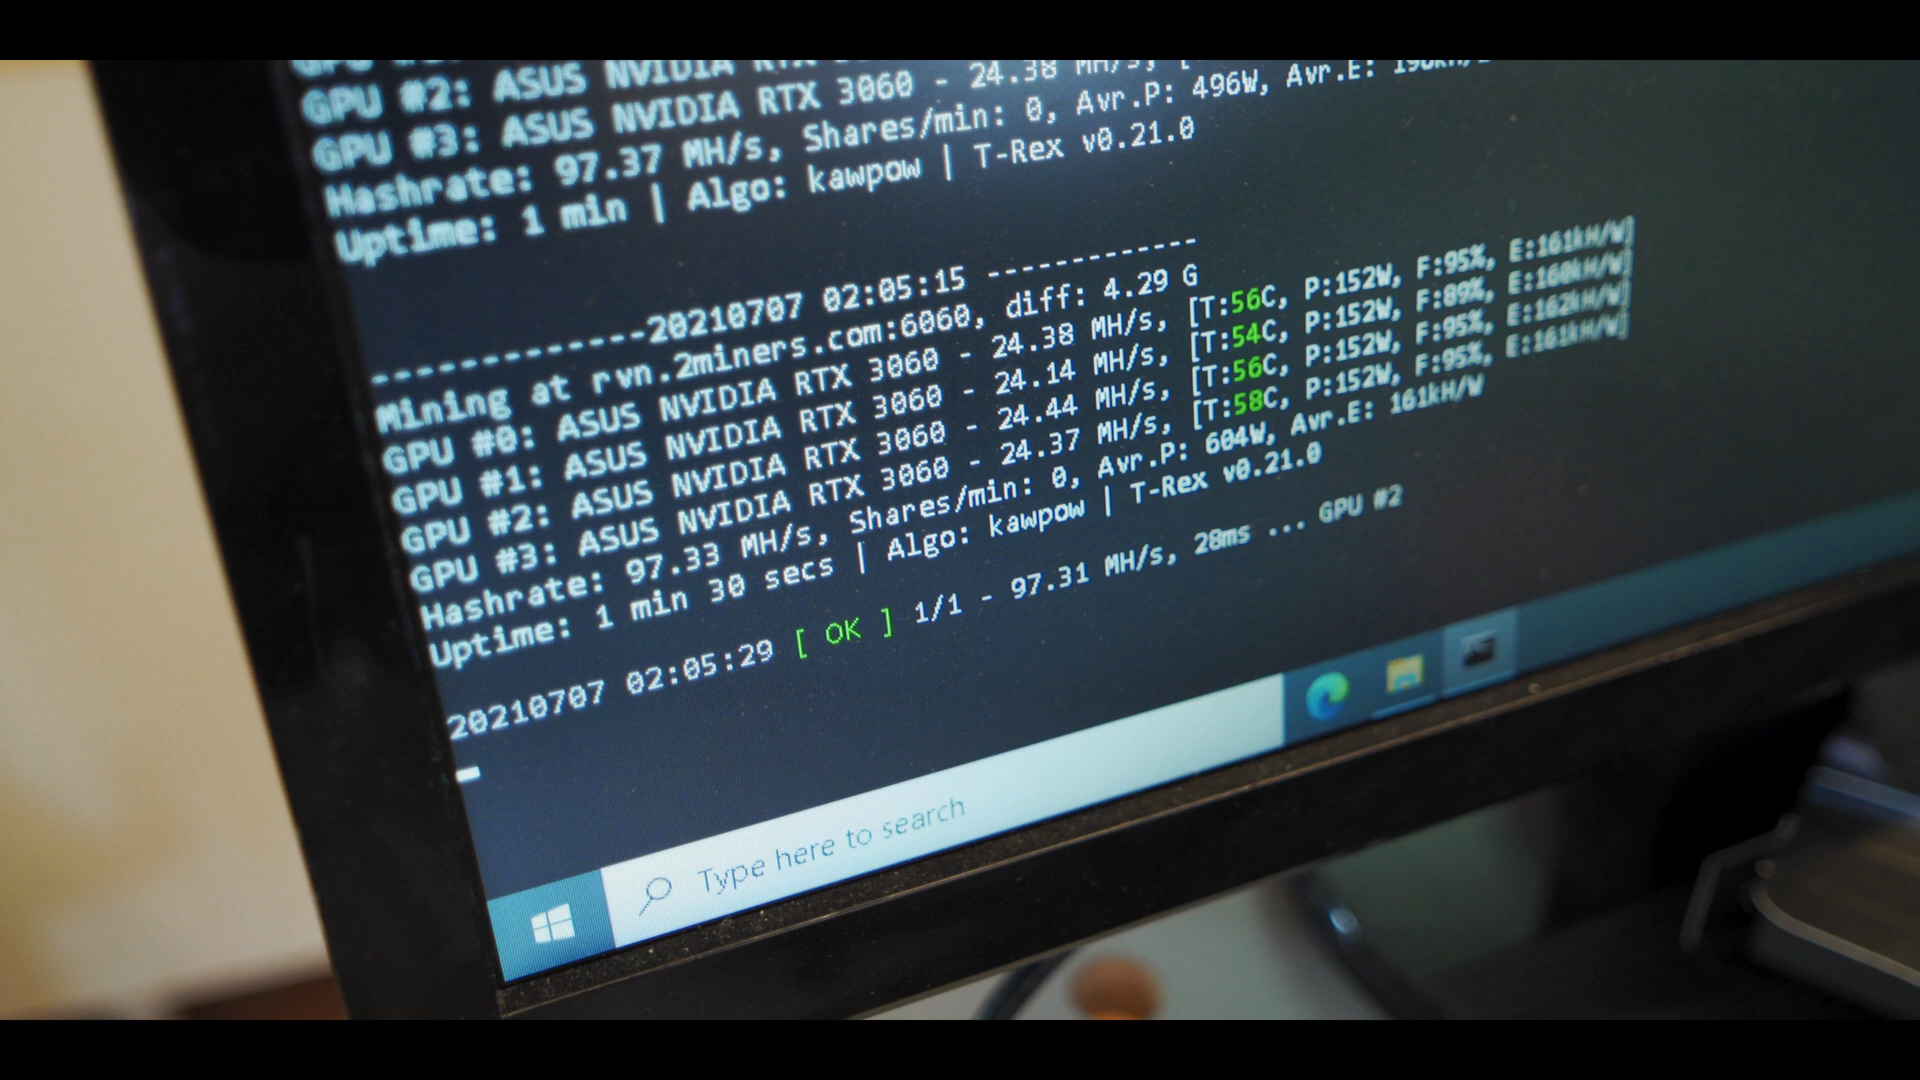 GPU #2: ASUS NVIDIA RTX
GPU #3: ASUS NVIDIA RTX 3060 - 24.38 MH/s, [
Hashrate: 97.37 MH/s, Shares/min: 0, Avr.P: 496W, Avr.E:
Uptime: 1 min | Algo: kawpow | T-Rex v0.21.0
-------------20210707 02:05:15 -------------
Mining at rvn.2miners.com:6060, diff: 4.29 G
GPU #0: ASUS NVIDIA RTX 3060 - 24.38 MH/s, [T:56C, P:152W, F:95%, E:161kH/W]
GPU #1: ASUS NVIDIA RTX 3060 - 24.14 MH/s, [T:54C, P:152W, F:89%, E:160kH/W]
GPU #2: ASUS NVIDIA RTX 3060 - 24.44 MH/s, [T:56C, P:152W, F:95%, E:162kH/W]
GPU #3: ASUS NVIDIA RTX 3060 - 24.37 MH/s, [T:58C, P:152W, F:95%, E:161kH/W]
Hashrate: 97.33 MH/s, Shares/min: 0, Avr.P: 604W, Avr.E: 161kH/W
Uptime: 1 min 30 secs | Algo: kawpow | T-Rex v0.21.0
20210707 02:05:29 [ OK ] 1/1 - 97.31 MH/s, 28ms ... GPU #2
Type here to search